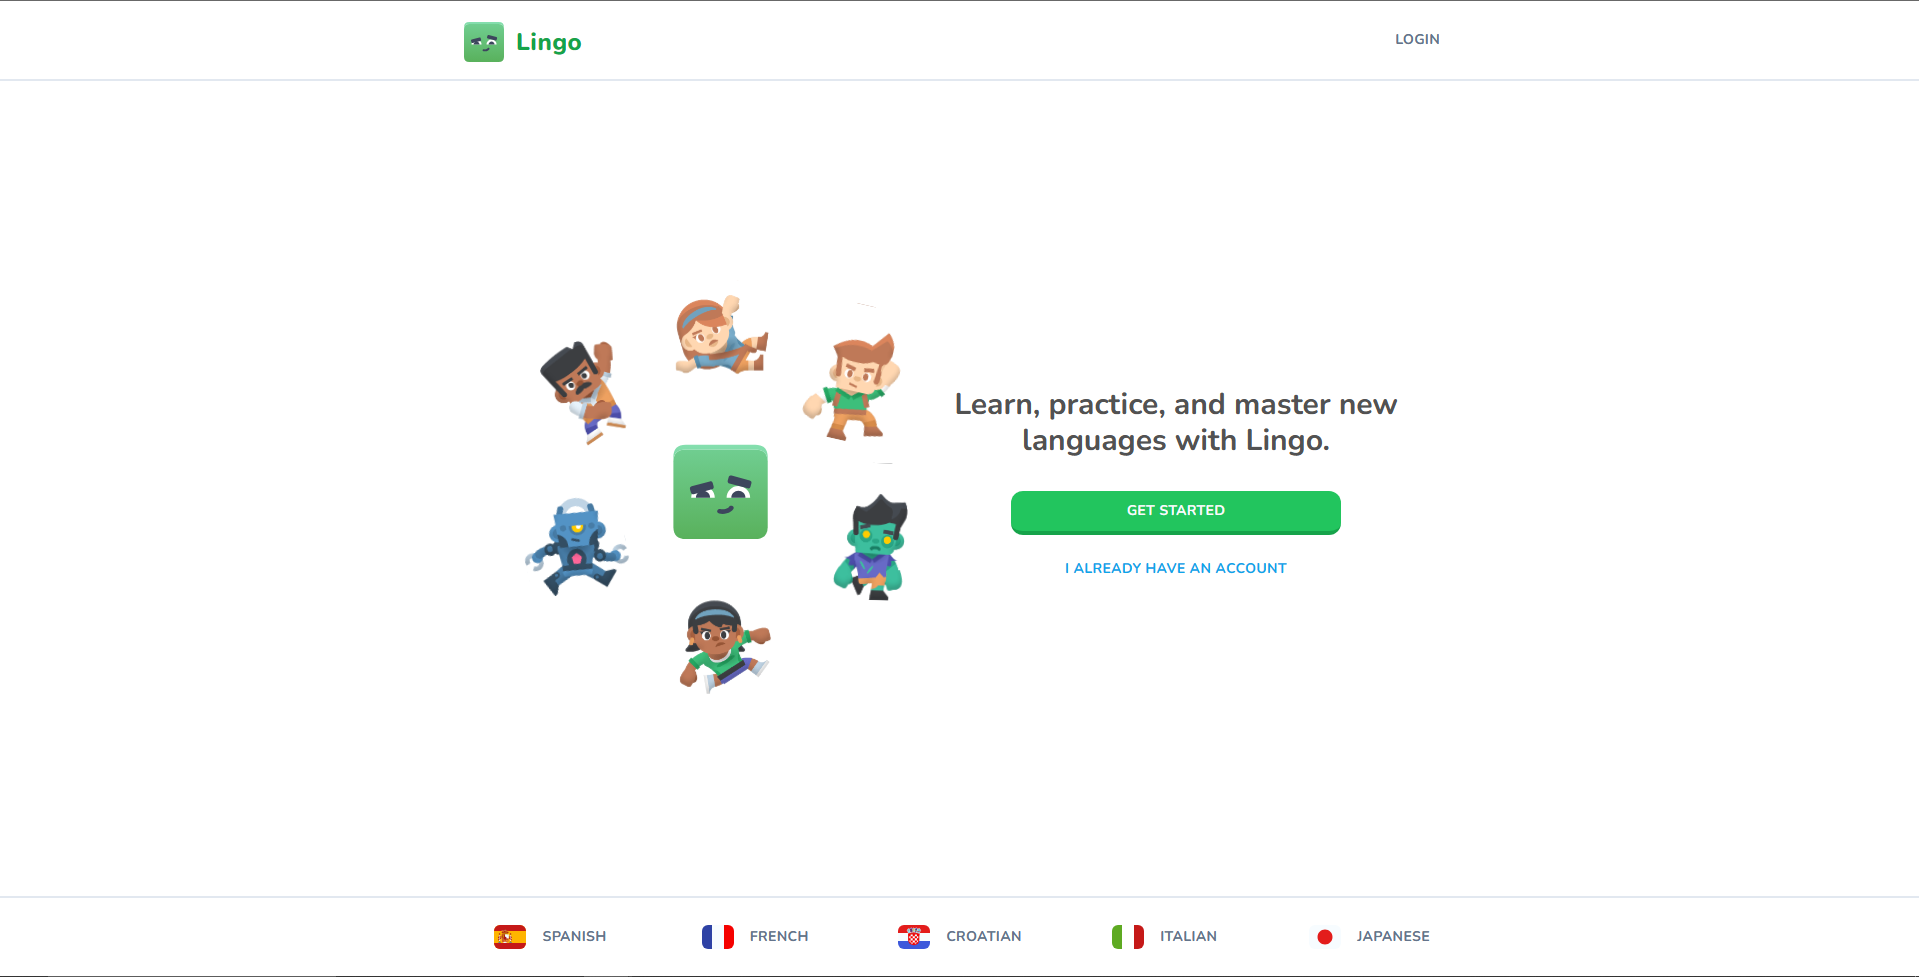 Lingo
LOGIN
Learn, practice, and master new
languages with Lingo.
GET STARTED
I ALREADY HAVE AN ACCOUNT
SPANISH
FRENCH
CROATIAN
ITALIAN
JAPANESE